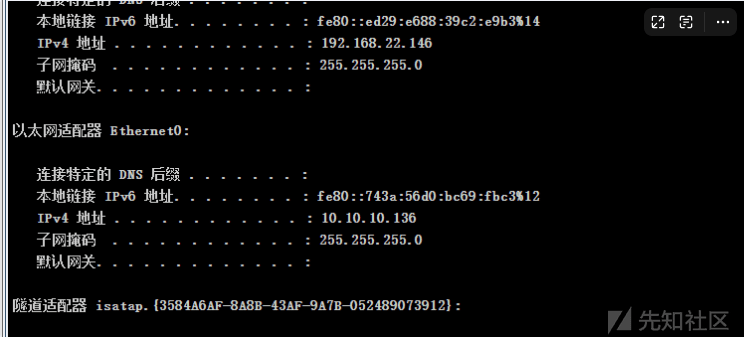 连接特定的 DNS 后缀 . . . . . . . :
本地链接 IPv6 地址. . . . . . . . : fe80::ed29:e688:39c2:e9b3%14
IPv4 地址 . . . . . . . . . . . . : 192.168.22.146
子网掩码  . . . . . . . . . . . . : 255.255.255.0
默认网关. . . . . . . . . . . . . :
以太网适配器 Ethernet0:
连接特定的 DNS 后缀 . . . . . . . :
本地链接 IPv6 地址. . . . . . . . : fe80::743a:56d0:bc69:fbc3%12
IPv4 地址 . . . . . . . . . . . . : 10.10.10.136
子网掩码  . . . . . . . . . . . . : 255.255.255.0
默认网关. . . . . . . . . . . . . :
隧道适配器 isatap.{3584A6AF-8A8B-43AF-9A7B-052489073912}:
先知社区